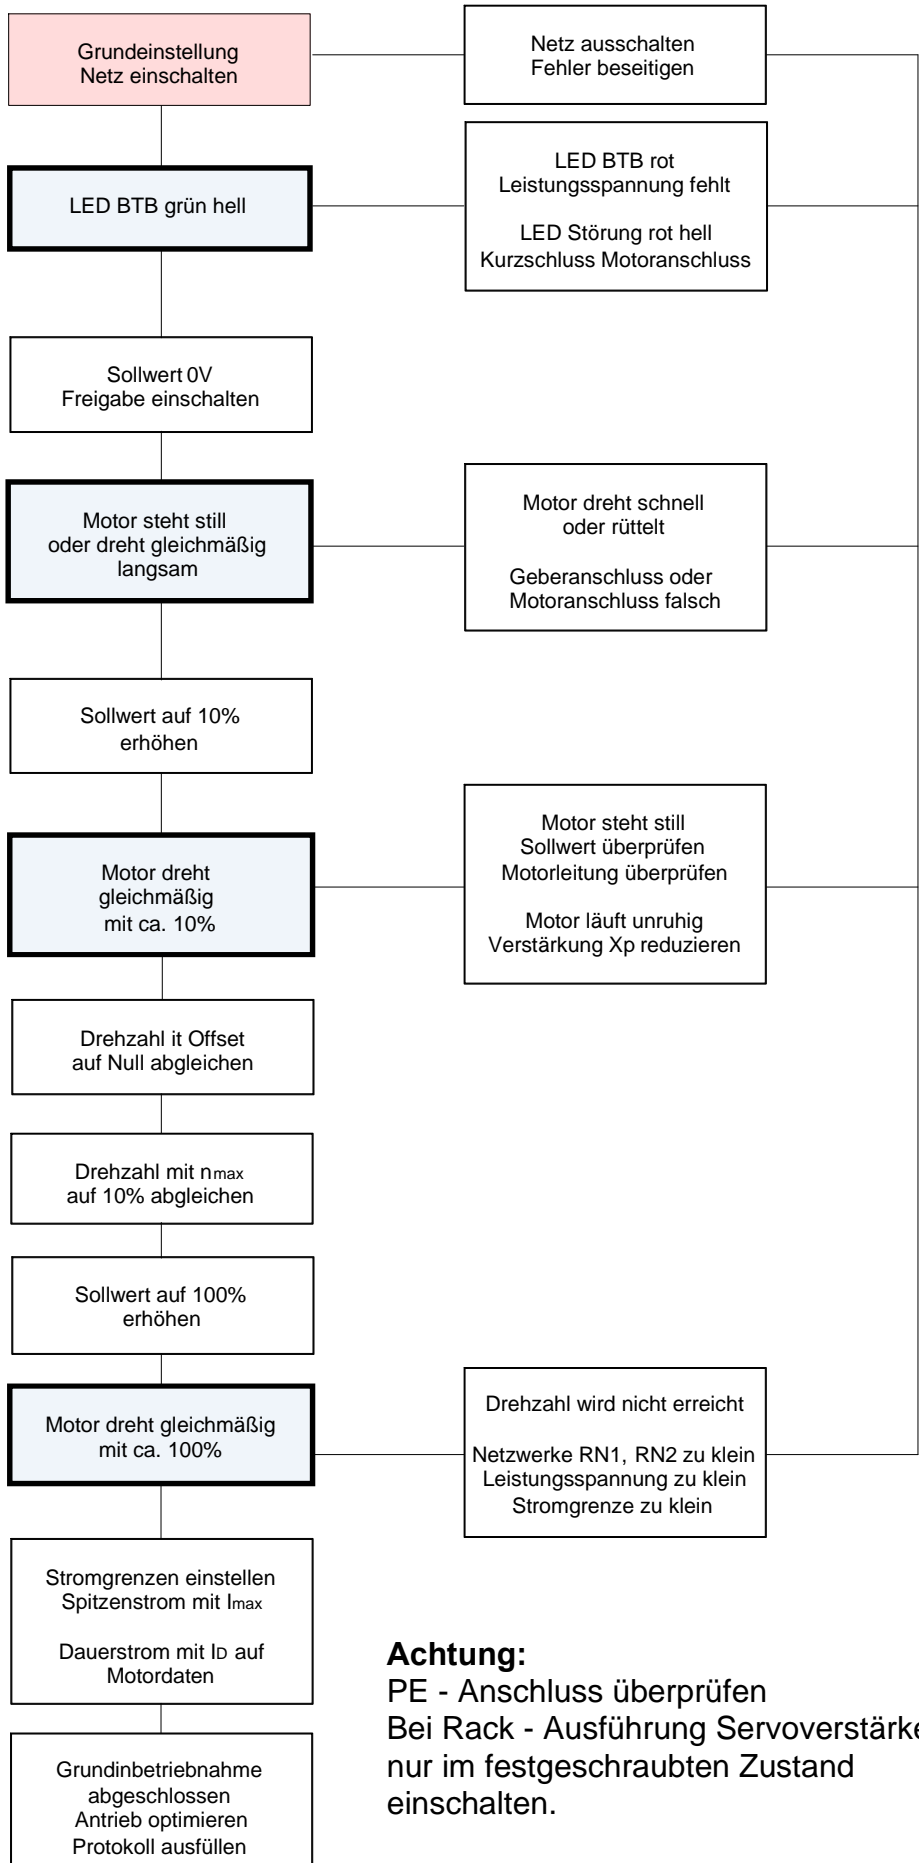 Grundeinstellung
Netz einschalten
Netz ausschalten
Fehler beseitigen
LED BTB grün hell
LED BTB rot
Leistungsspannung fehlt
LED Störung rot hell
Kurzschluss Motoranschluss
Sollwert 0V
Freigabe einschalten
Motor steht still
oder dreht gleichmäßig
langsam
Motor dreht schnell
oder rüttelt
Geberanschluss oder
Motoranschluss falsch
Sollwert auf 10%
erhöhen
Motor dreht
gleichmäßig
mit ca. 10%
Motor steht still
Sollwert überprüfen
Motorleitung überprüfen
Motor läuft unruhig
Verstärkung Xp reduzieren
Drehzahl it Offset
auf Null abgleichen
Drehzahl mit nmax
auf 10% abgleichen
Sollwert auf 100%
erhöhen
Motor dreht gleichmäßig
mit ca. 100%
Drehzahl wird nicht erreicht
Netzwerke RN1, RN2 zu klein
Leistungsspannung zu klein
Stromgrenze zu klein
Stromgrenzen einstellen
Spitzenstrom mit Imax
Dauerstrom mit ID auf
Motordaten
Grundinbetriebnahme
abgeschlossen
Antrieb optimieren
Protokoll ausfüllen
Achtung:
PE - Anschluss überprüfen
Bei Rack - Ausführung Servoverstärke
nur im festgeschraubten Zustand
einschalten.